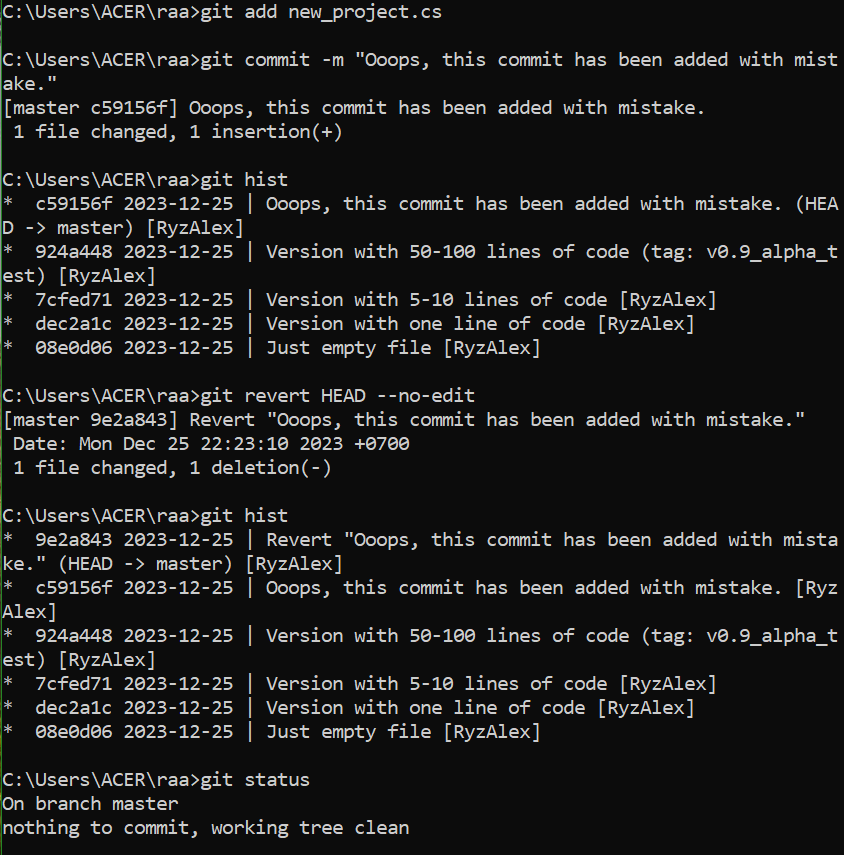 C:\Users\ACER\raa>git add new_project.cs
C:\Users\ACER\raa>git commit -m "Ooops, this commit has been added with mist
ake."
[master c59156f] Ooops, this commit has been added with mistake.
 1 file changed, 1 insertion(+)
C:\Users\ACER\raa>git hist
*  c59156f 2023-12-25 | Ooops, this commit has been added with mistake. (HEA
D -> master) [RyzAlex]
*  924a448 2023-12-25 | Version with 50-100 lines of code (tag: v0.9_alpha_t
est) [RyzAlex]
*  7cfed71 2023-12-25 | Version with 5-10 lines of code [RyzAlex]
*  dec2a1c 2023-12-25 | Version with one line of code [RyzAlex]
*  08e0d06 2023-12-25 | Just empty file [RyzAlex]
C:\Users\ACER\raa>git revert HEAD --no-edit
[master 9e2a843] Revert "Ooops, this commit has been added with mistake."
 Date: Mon Dec 25 22:23:10 2023 +0700
 1 file changed, 1 deletion(-)
C:\Users\ACER\raa>git hist
*  9e2a843 2023-12-25 | Revert "Ooops, this commit has been added with mista
ke." (HEAD -> master) [RyzAlex]
*  c59156f 2023-12-25 | Ooops, this commit has been added with mistake. [Ryz
Alex]
*  924a448 2023-12-25 | Version with 50-100 lines of code (tag: v0.9_alpha_t
est) [RyzAlex]
*  7cfed71 2023-12-25 | Version with 5-10 lines of code [RyzAlex]
*  dec2a1c 2023-12-25 | Version with one line of code [RyzAlex]
*  08e0d06 2023-12-25 | Just empty file [RyzAlex]
C:\Users\ACER\raa>git status
On branch master
nothing to commit, working tree clean